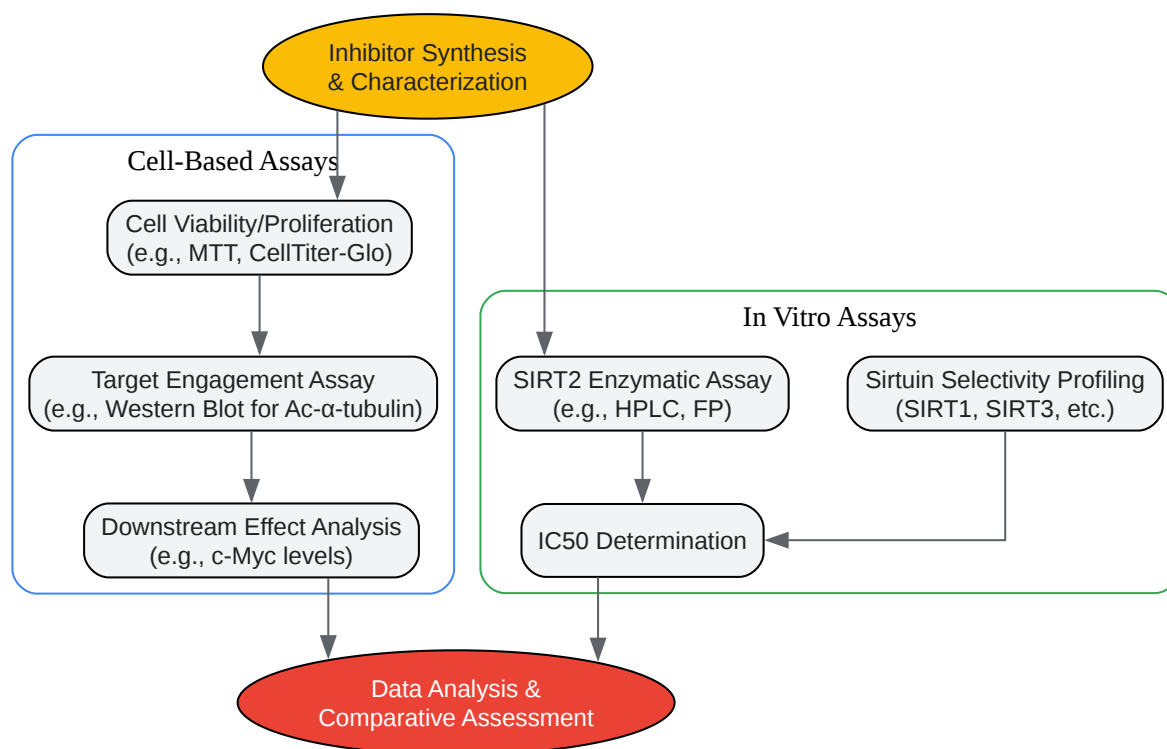 Inhibitor Synthesis
& Characterization
Cell-Based Assays
Cell Viability/Proliferation
(e.g., MTT, CellTiter-Glo)
Target Engagement Assay
(e.g., Western Blot for Ac-α-tubulin)
Downstream Effect Analysis
(e.g., c-Myc levels)
In Vitro Assays
SIRT2 Enzymatic Assay
(e.g., HPLC, FP)
Sirtuin Selectivity Profiling
(SIRT1, SIRT3, etc.)
IC50 Determination
Data Analysis &
Comparative Assessment